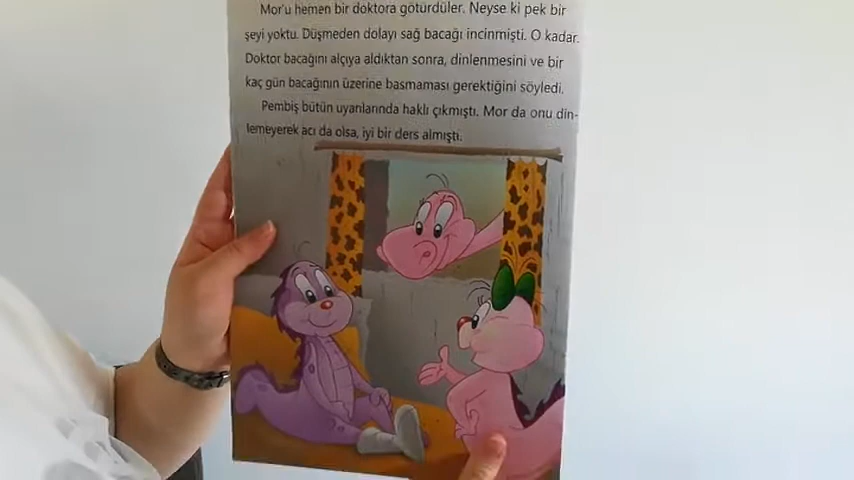 Mor'u hemen bir doktora götürdüler. Neyse ki pek bir
şeyi yoktu. Düşmeden dolayı sağ bacağı incinmişti. O kadar.
Doktor bacağını alçıya aldıktan sonra, dinlenmesini ve bir
kaç gün bacağının üzerine basmaması gerektiğini söyledi.
Pembiş bütün uyarılarında haklı çıkmıştı. Mor da onu din-
lemeyerek acı da olsa, iyi bir ders almıştı.